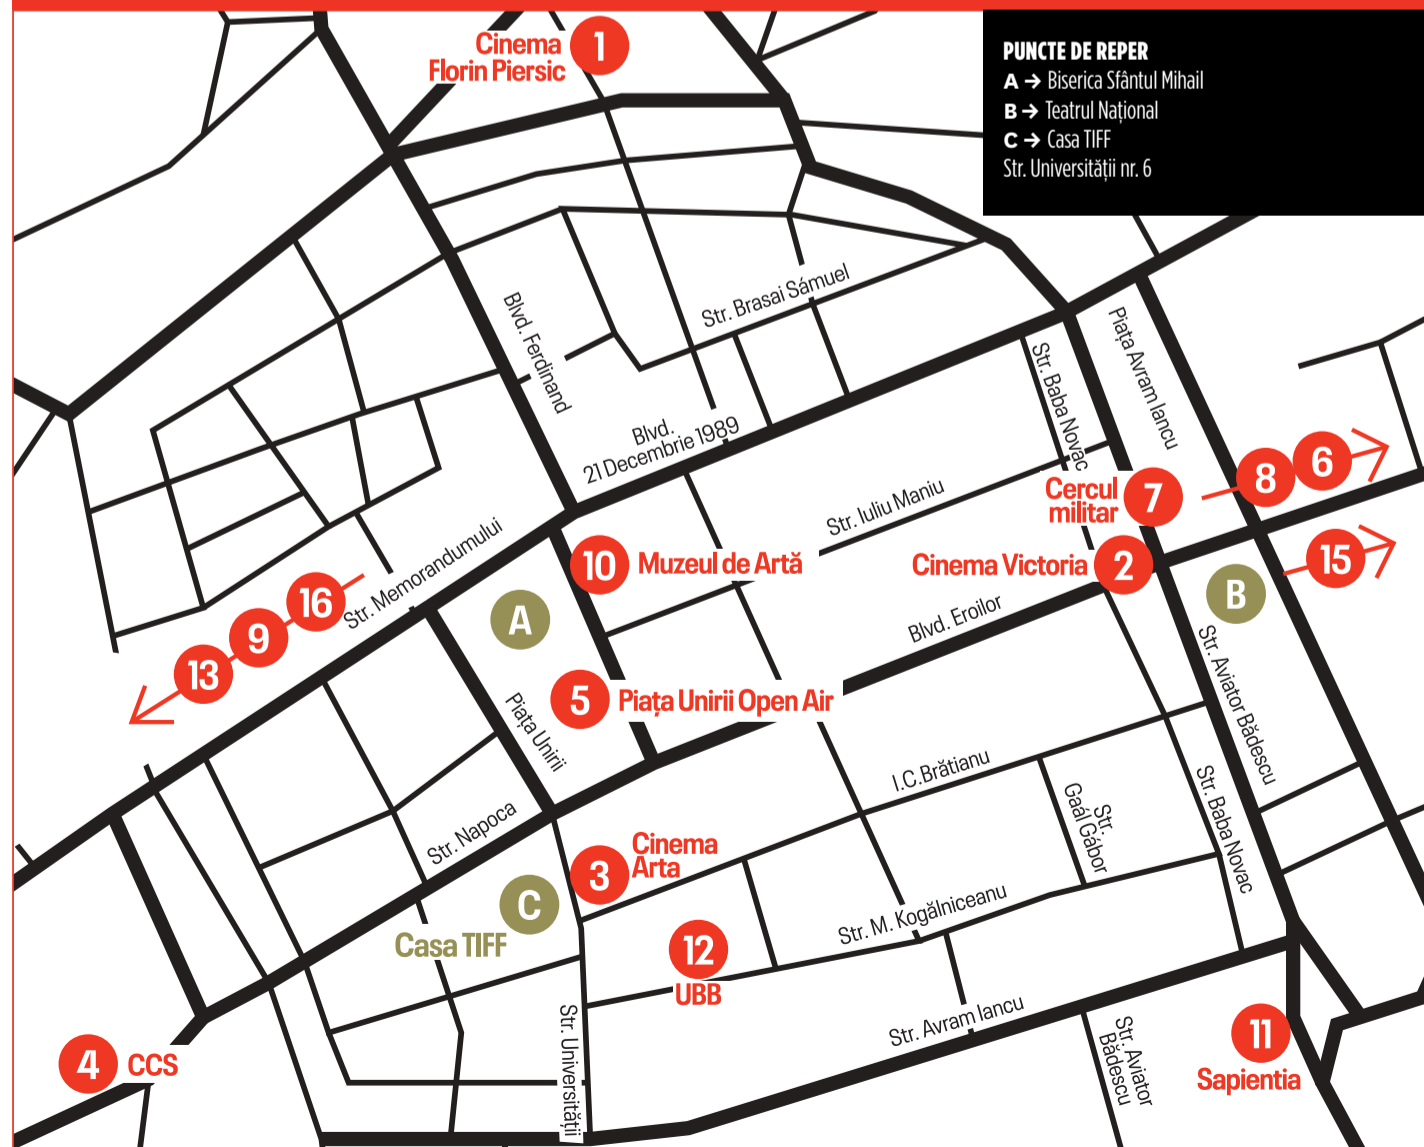 Cinema
Florin Piersic
1
PUNCTE DE REPER
A → Biserica Sfântul Mihail
B → Teatrul Național
C → Casa TIFF
Str. Universității nr. 6
Str. Brasai Sámuel
Blvd. Ferdinand
Blvd.
21 Decembrie 1989
Str. Baba Novac
Piața Avram Iancu
Str. Iuliu Maniu
Cercul
militar
7
8
6
15
Cinema Victoria
2
B
10
Muzeul de Artă
Str. Memorandumului
16
9
13
A
Blvd. Eroilor
5
Piața Unirii Open Air
Piața Unirii
Str. Aviator Bădescu
I.C.Brătianu
Str.
Gaál Gábor
Str. Baba Novac
Str. Napoca
3
Cinema
Arta
C
Casa TIFF
12
UBB
Str. M. Kogălniceanu
Str. Avram Iancu
Str. Universității
Str. Aviator
Bădescu
11
Sapientia
4
CCS